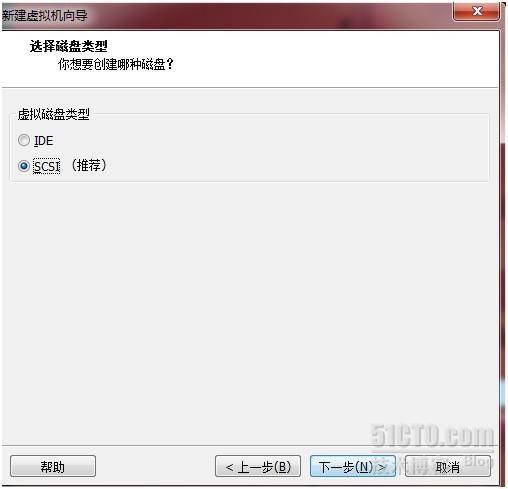 新建虚拟机向导
选择磁盘类型
你想要创建哪种磁盘？
虚拟磁盘类型
IDE
SCSI （推荐）
51CTO.com
技术博客 Blog
帮助
< 上一步(B)
下一步(N) >
取消